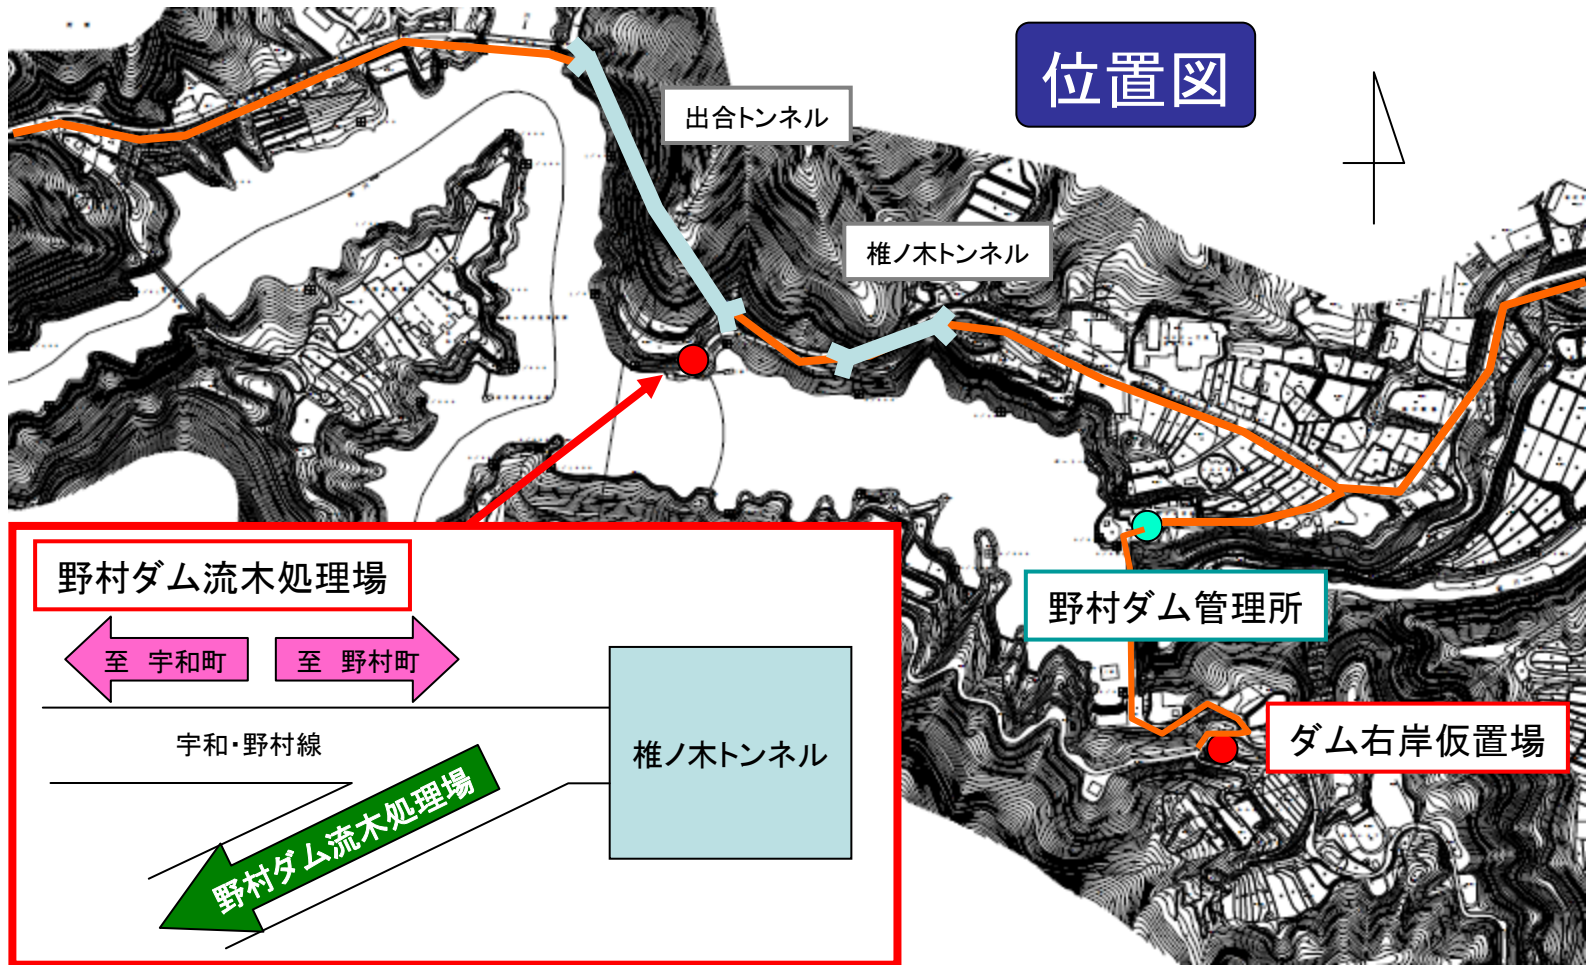 位置図
出合トンネル
椎ノ木トンネル
野村ダム流木処理場
至　宇和町
至　野村町
宇和・野村線
椎ノ木トンネル
野村ダム流木処理場
野村ダム管理所
ダム右岸仮置場